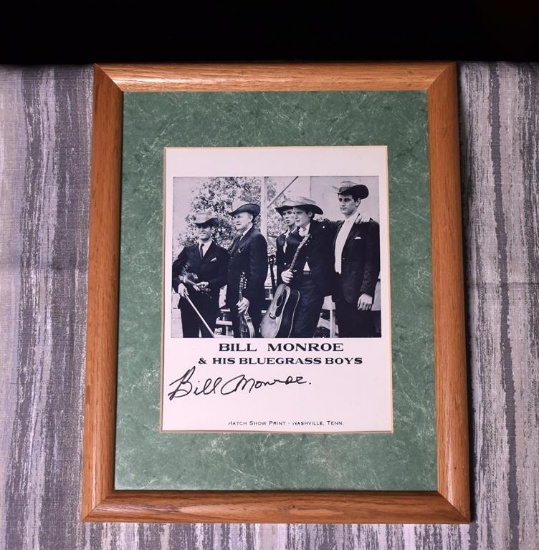 BILL MONROE
& HIS BLUEGRASS BOYS
Bill Monroe.
HATCH SHOW PRINT - NASHVILLE, TENN.